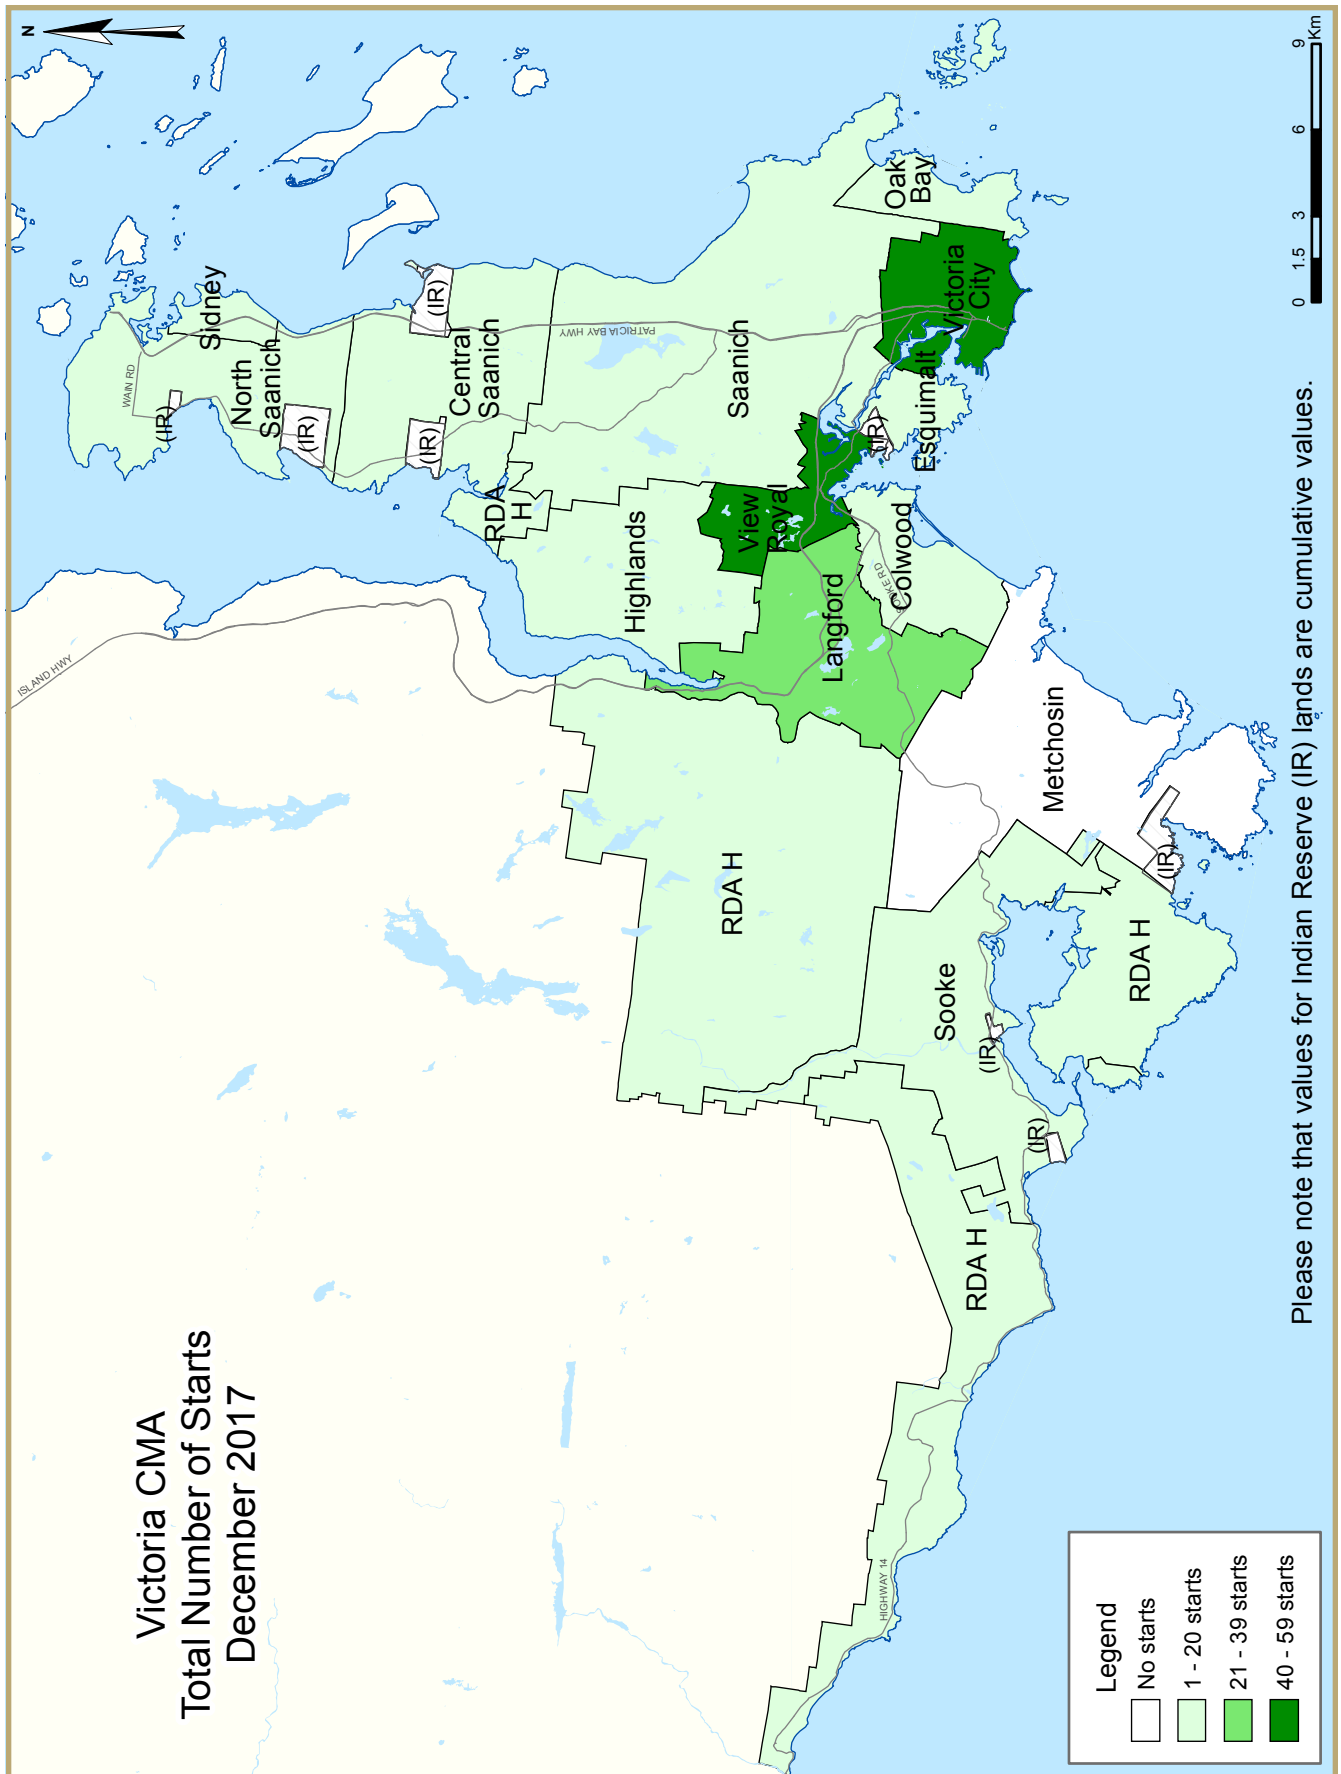 Victoria CMA
Total Number of Starts
December 2017
N
ISLAND HWY
WAIN RD
(IR)
Sidney
North
Saanich
(IR)
(IR)
(IR)
Central
Saanich
PATRICIA BAY HWY
RDA
H
Highlands
Saanich
View
Royal
Oak
Bay
Victoria
City
Esquimalt
(IR)
Langford
SOOKE RD
Colwood
RDA H
Metchosin
(IR)
Sooke
(IR)
(IR)
RDA H
RDA H
HIGHWAY 14
Legend
No starts
1 - 20 starts
21 - 39 starts
40 - 59 starts
Please note that values for Indian Reserve (IR) lands are cumulative values.
0 1.5 3 6 9
Km